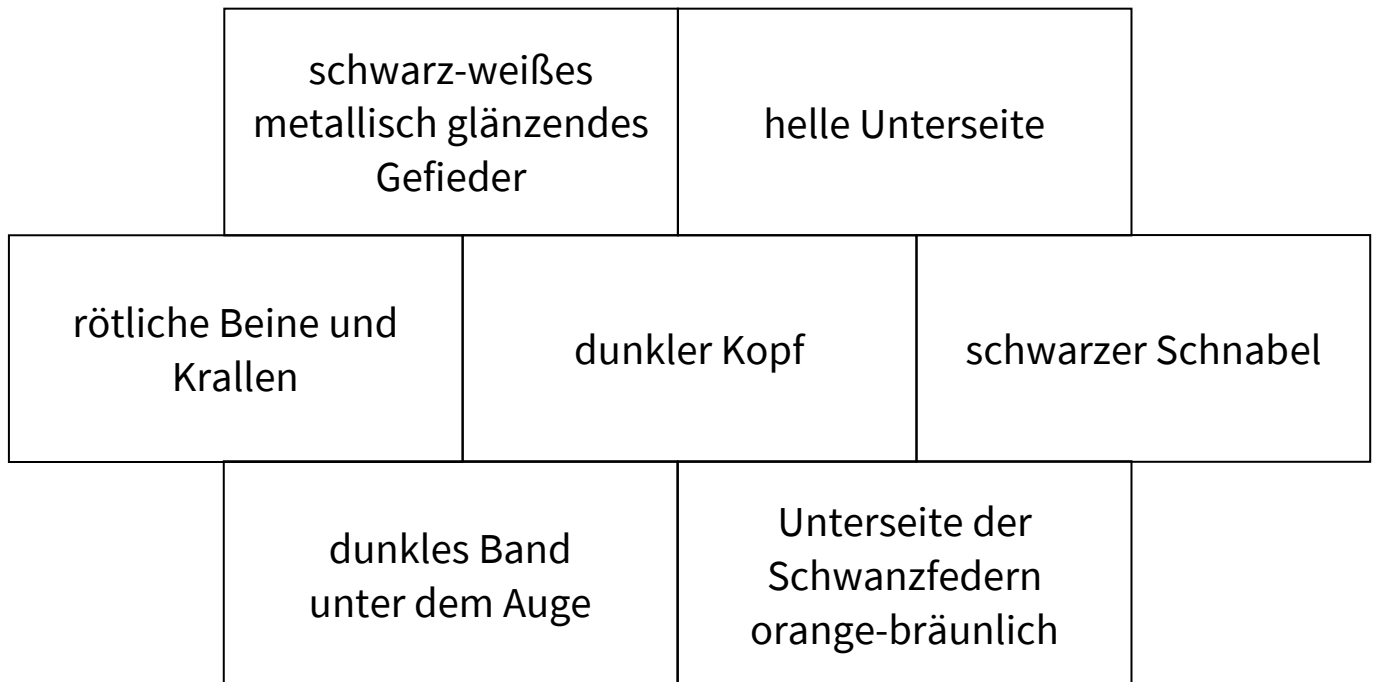 schwarz-weißes
metallisch glänzendes
Gefieder
helle Unterseite
rötliche Beine und
Krallen
dunkler Kopf
schwarzer Schnabel
dunkles Band
unter dem Auge
Unterseite der
Schwanzfedern
orange-bräunlich